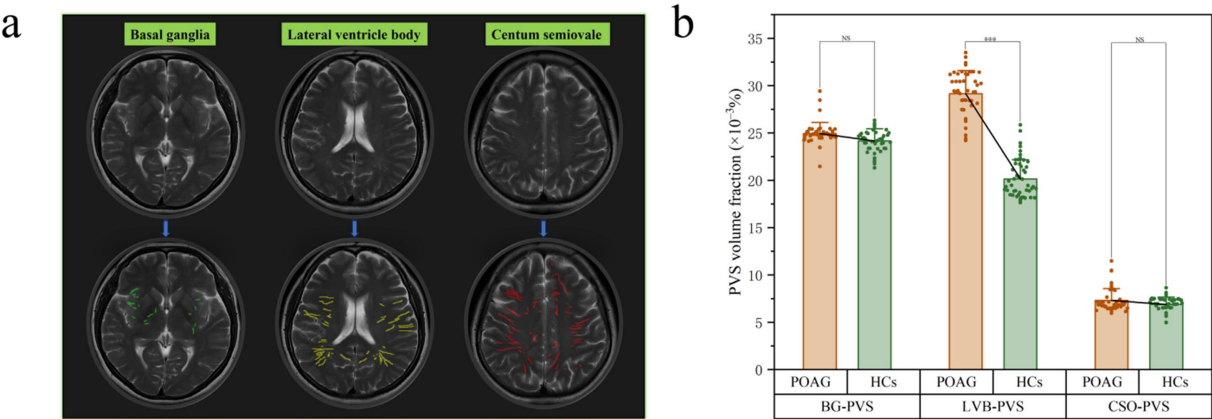 a
Basal ganglia
Lateral ventricle body
Centum semiovale
b
PVS volume fraction (×10⁻³%)
35
30
25
20
15
10
5
0
NS
***
NS
POAG HCs POAG HCs POAG HCs
BG-PVS LVB-PVS CSO-PVS